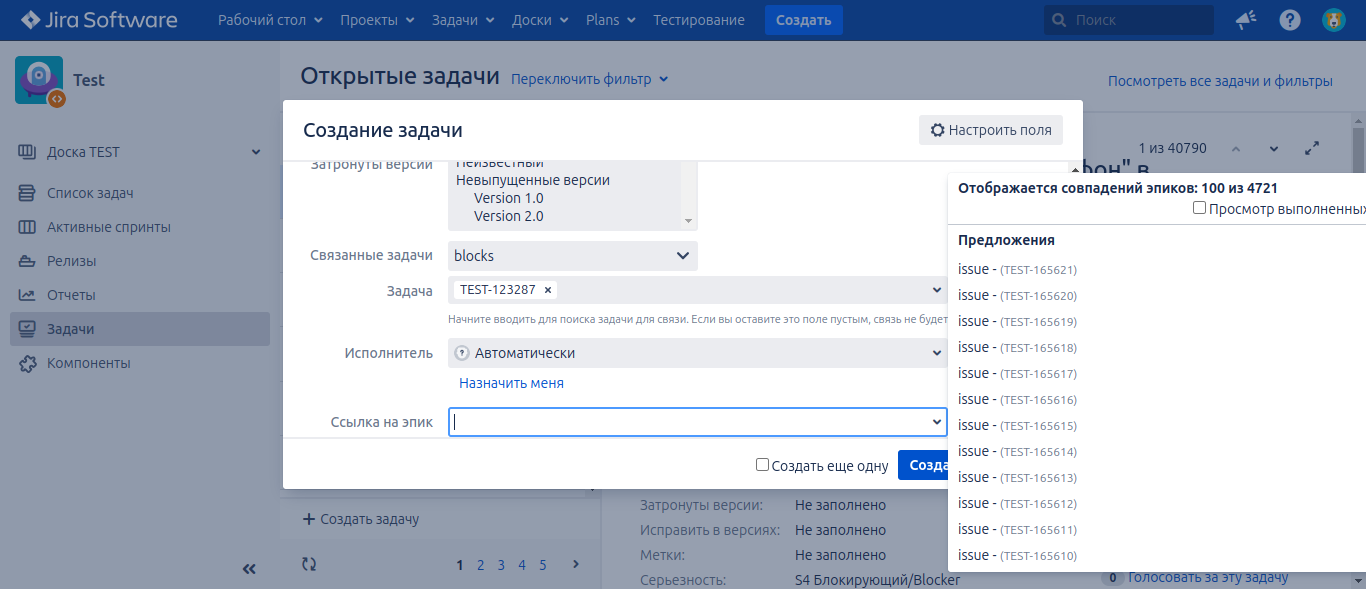 Jira Software Рабочий стол Проекты Задачи Доски Plans Тестирование Создать Поиск
Test
Открытые задачи Переключить фильтр
Посмотреть все задачи и фильтры
Доска TEST
Список задач
Активные спринты
Релизы
Отчеты
Задачи
Компоненты
1 из 40790
Создание задачи
Настроить поля
Затронуты версии
Неизвестный
Невыпущенные версии
Version 1.0
Version 2.0
Связанные задачи blocks
Задача TEST-123287
Начните вводить для поиска задачи для связи. Если вы оставите это поле пустым, связь не будет
Исполнитель Автоматически
Назначить меня
Ссылка на эпик
Создать еще одну
Отображается совпадений эпиков: 100 из 4721
Просмотр выполненных
Предложения
issue - (TEST-165621)
issue - (TEST-165620)
issue - (TEST-165619)
issue - (TEST-165618)
issue - (TEST-165617)
issue - (TEST-165616)
issue - (TEST-165615)
issue - (TEST-165614)
issue - (TEST-165613)
issue - (TEST-165612)
issue - (TEST-165611)
issue - (TEST-165610)
+ Создать задачу
1 2 3 4 5
Затронуты версии: Не заполнено
Исправить в версиях: Не заполнено
Метки: Не заполнено
Серьезность: S4 Блокирующий/Blocker
0 Голосовать за эту задачу